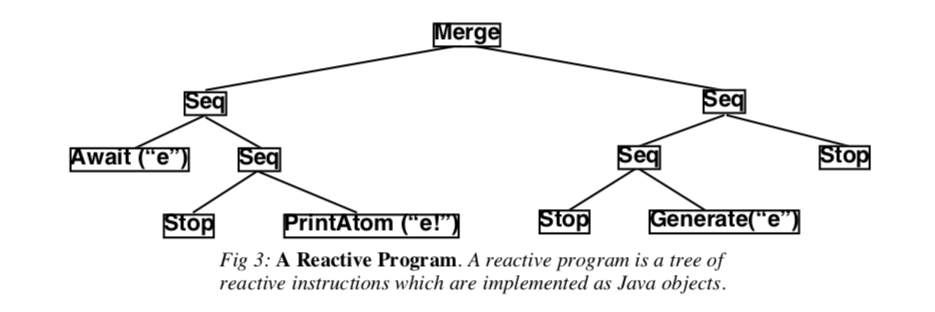 Merge
Seq Seq
Await (“e”) Seq Seq Stop
Stop PrintAtom (“e!”) Stop Generate(“e”)
Fig 3: A Reactive Program. A reactive program is a tree of
reactive instructions which are implemented as Java objects.